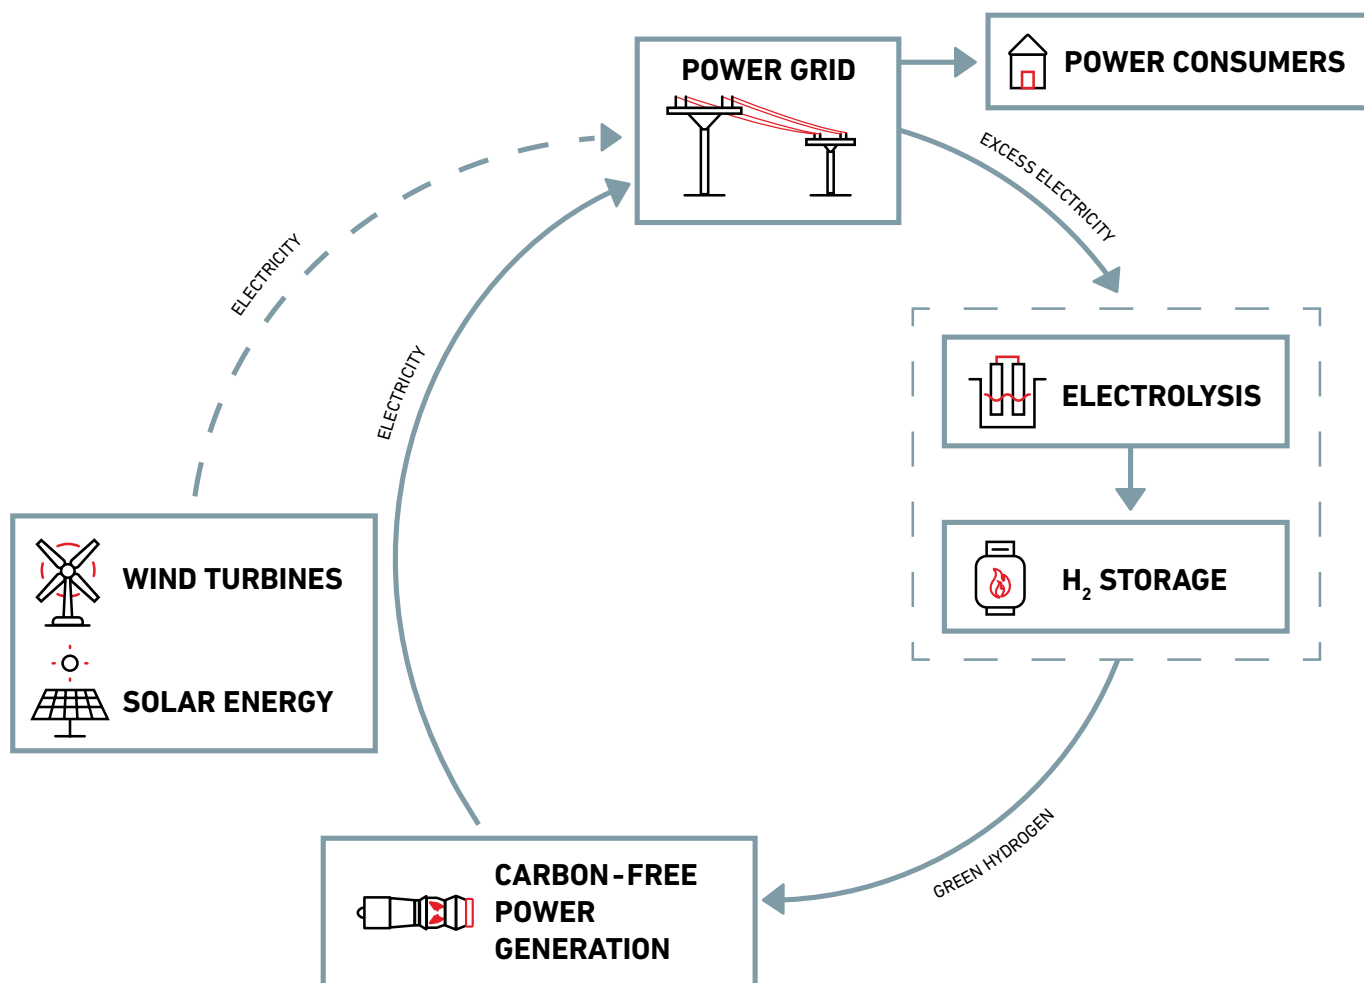 POWER GRID
POWER CONSUMERS
EXCESS ELECTRICITY
ELECTRICITY
ELECTRICITY
ELECTROLYSIS
H₂ STORAGE
WIND TURBINES
SOLAR ENERGY
GREEN HYDROGEN
CARBON-FREE
POWER
GENERATION